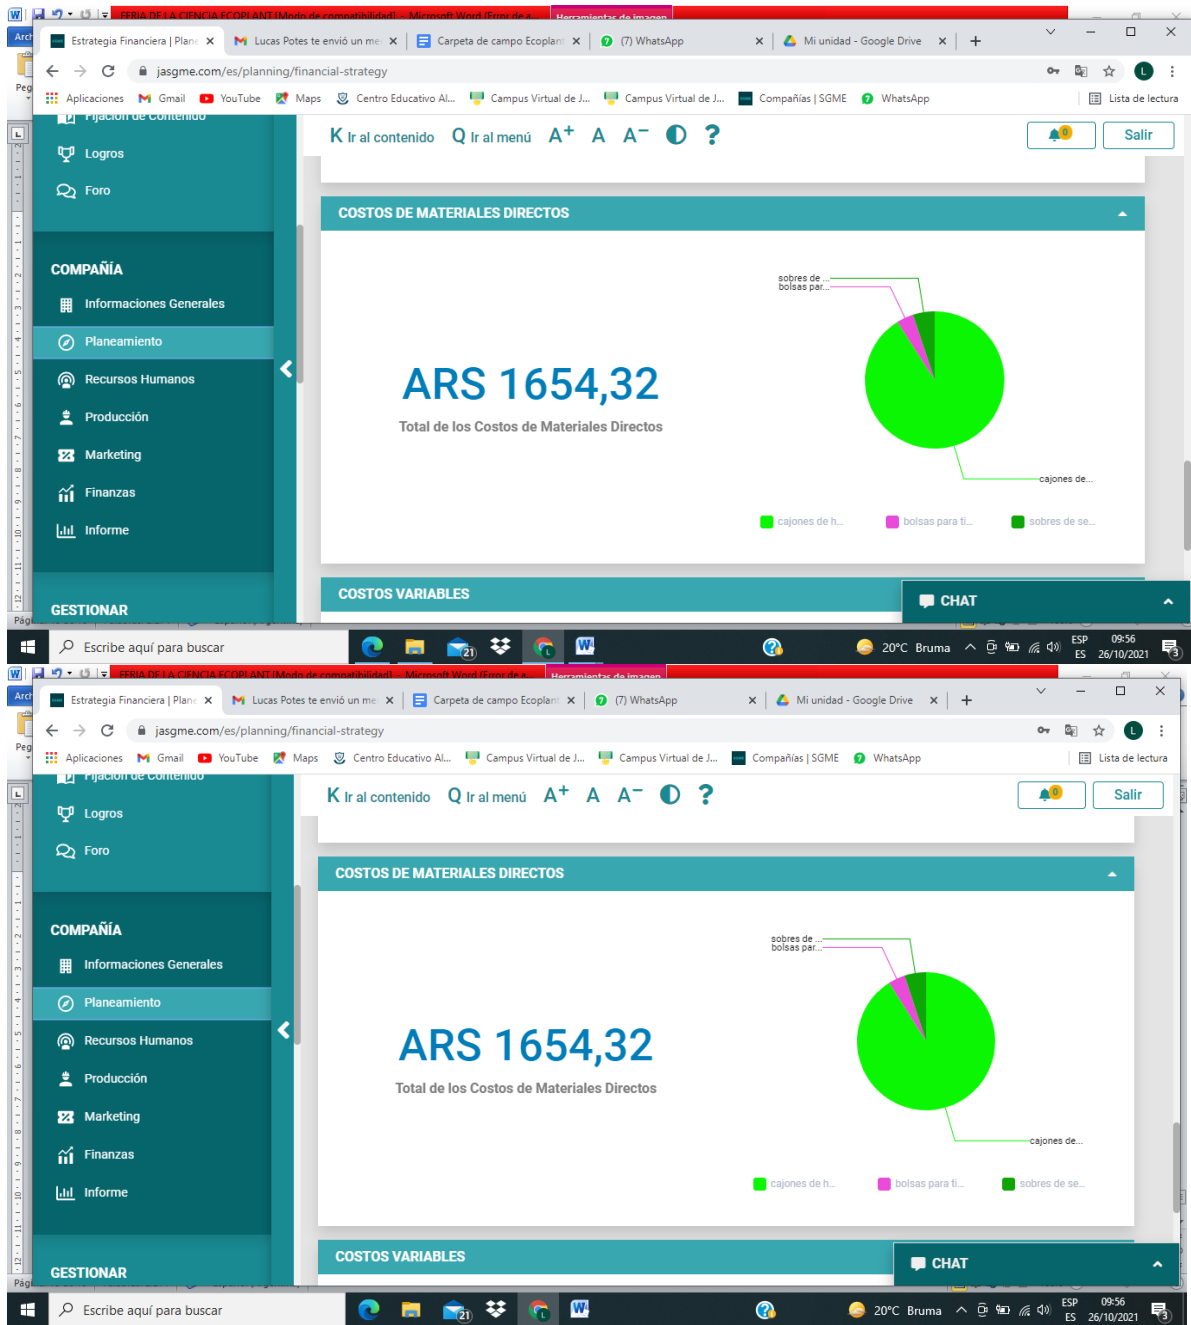 FERIA DE LA CIENCIA ECOPLANT [Modo de compatibilidad] - Microsoft Word (Error de a...
Herramientas de imagen
Estrategia Financiera | Plane
Lucas Potes te envió un me
Carpeta de campo Ecoplant
(7) WhatsApp
Mi unidad - Google Drive
jasgme.com/es/planning/financial-strategy
Aplicaciones
Gmail
YouTube
Maps
Centro Educativo Al...
Campus Virtual de J...
Campus Virtual de J...
Compañías | SGME
WhatsApp
Lista de lectura
Fijación de Contenido
Logros
Foro
K Ir al contenido Q Ir al menú A+ A A- ?
0
Salir
COSTOS DE MATERIALES DIRECTOS
COMPAÑÍA
Informaciones Generales
Planeamiento
Recursos Humanos
Producción
Marketing
Finanzas
Informe
GESTIONAR
ARS 1654,32
Total de los Costos de Materiales Directos
sobres de ...
bolsas par...
cajones de...
cajones de h...
bolsas para ti...
sobres de se...
COSTOS VARIABLES
CHAT
Escribe aquí para buscar
21
20°C Bruma
ESP
ES
09:56
26/10/2021
3
FERIA DE LA CIENCIA ECOPLANT [Modo de compatibilidad] - Microsoft Word (Error de a...
Herramientas de imagen
Estrategia Financiera | Plane
Lucas Potes te envió un me
Carpeta de campo Ecoplant
(7) WhatsApp
Mi unidad - Google Drive
jasgme.com/es/planning/financial-strategy
Aplicaciones
Gmail
YouTube
Maps
Centro Educativo Al...
Campus Virtual de J...
Campus Virtual de J...
Compañías | SGME
WhatsApp
Lista de lectura
Fijación de Contenido
Logros
Foro
K Ir al contenido Q Ir al menú A+ A A- ?
0
Salir
COSTOS DE MATERIALES DIRECTOS
COMPAÑÍA
Informaciones Generales
Planeamiento
Recursos Humanos
Producción
Marketing
Finanzas
Informe
GESTIONAR
ARS 1654,32
Total de los Costos de Materiales Directos
sobres de ...
bolsas par...
cajones de...
cajones de h...
bolsas para ti...
sobres de se...
COSTOS VARIABLES
CHAT
Escribe aquí para buscar
21
20°C Bruma
ESP
ES
09:56
26/10/2021
3